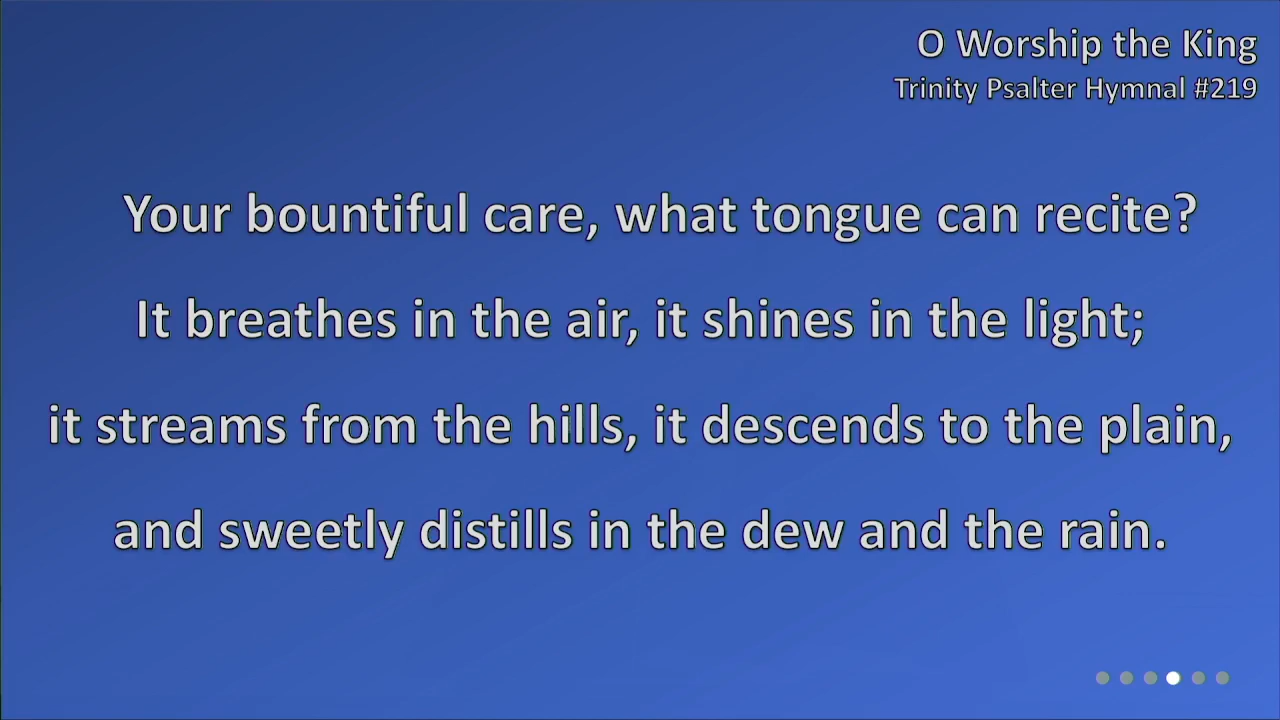 O Worship the King
Trinity Psalter Hymnal #219
Your bountiful care, what tongue can recite?
It breathes in the air, it shines in the light;
it streams from the hills, it descends to the plain,
and sweetly distills in the dew and the rain.